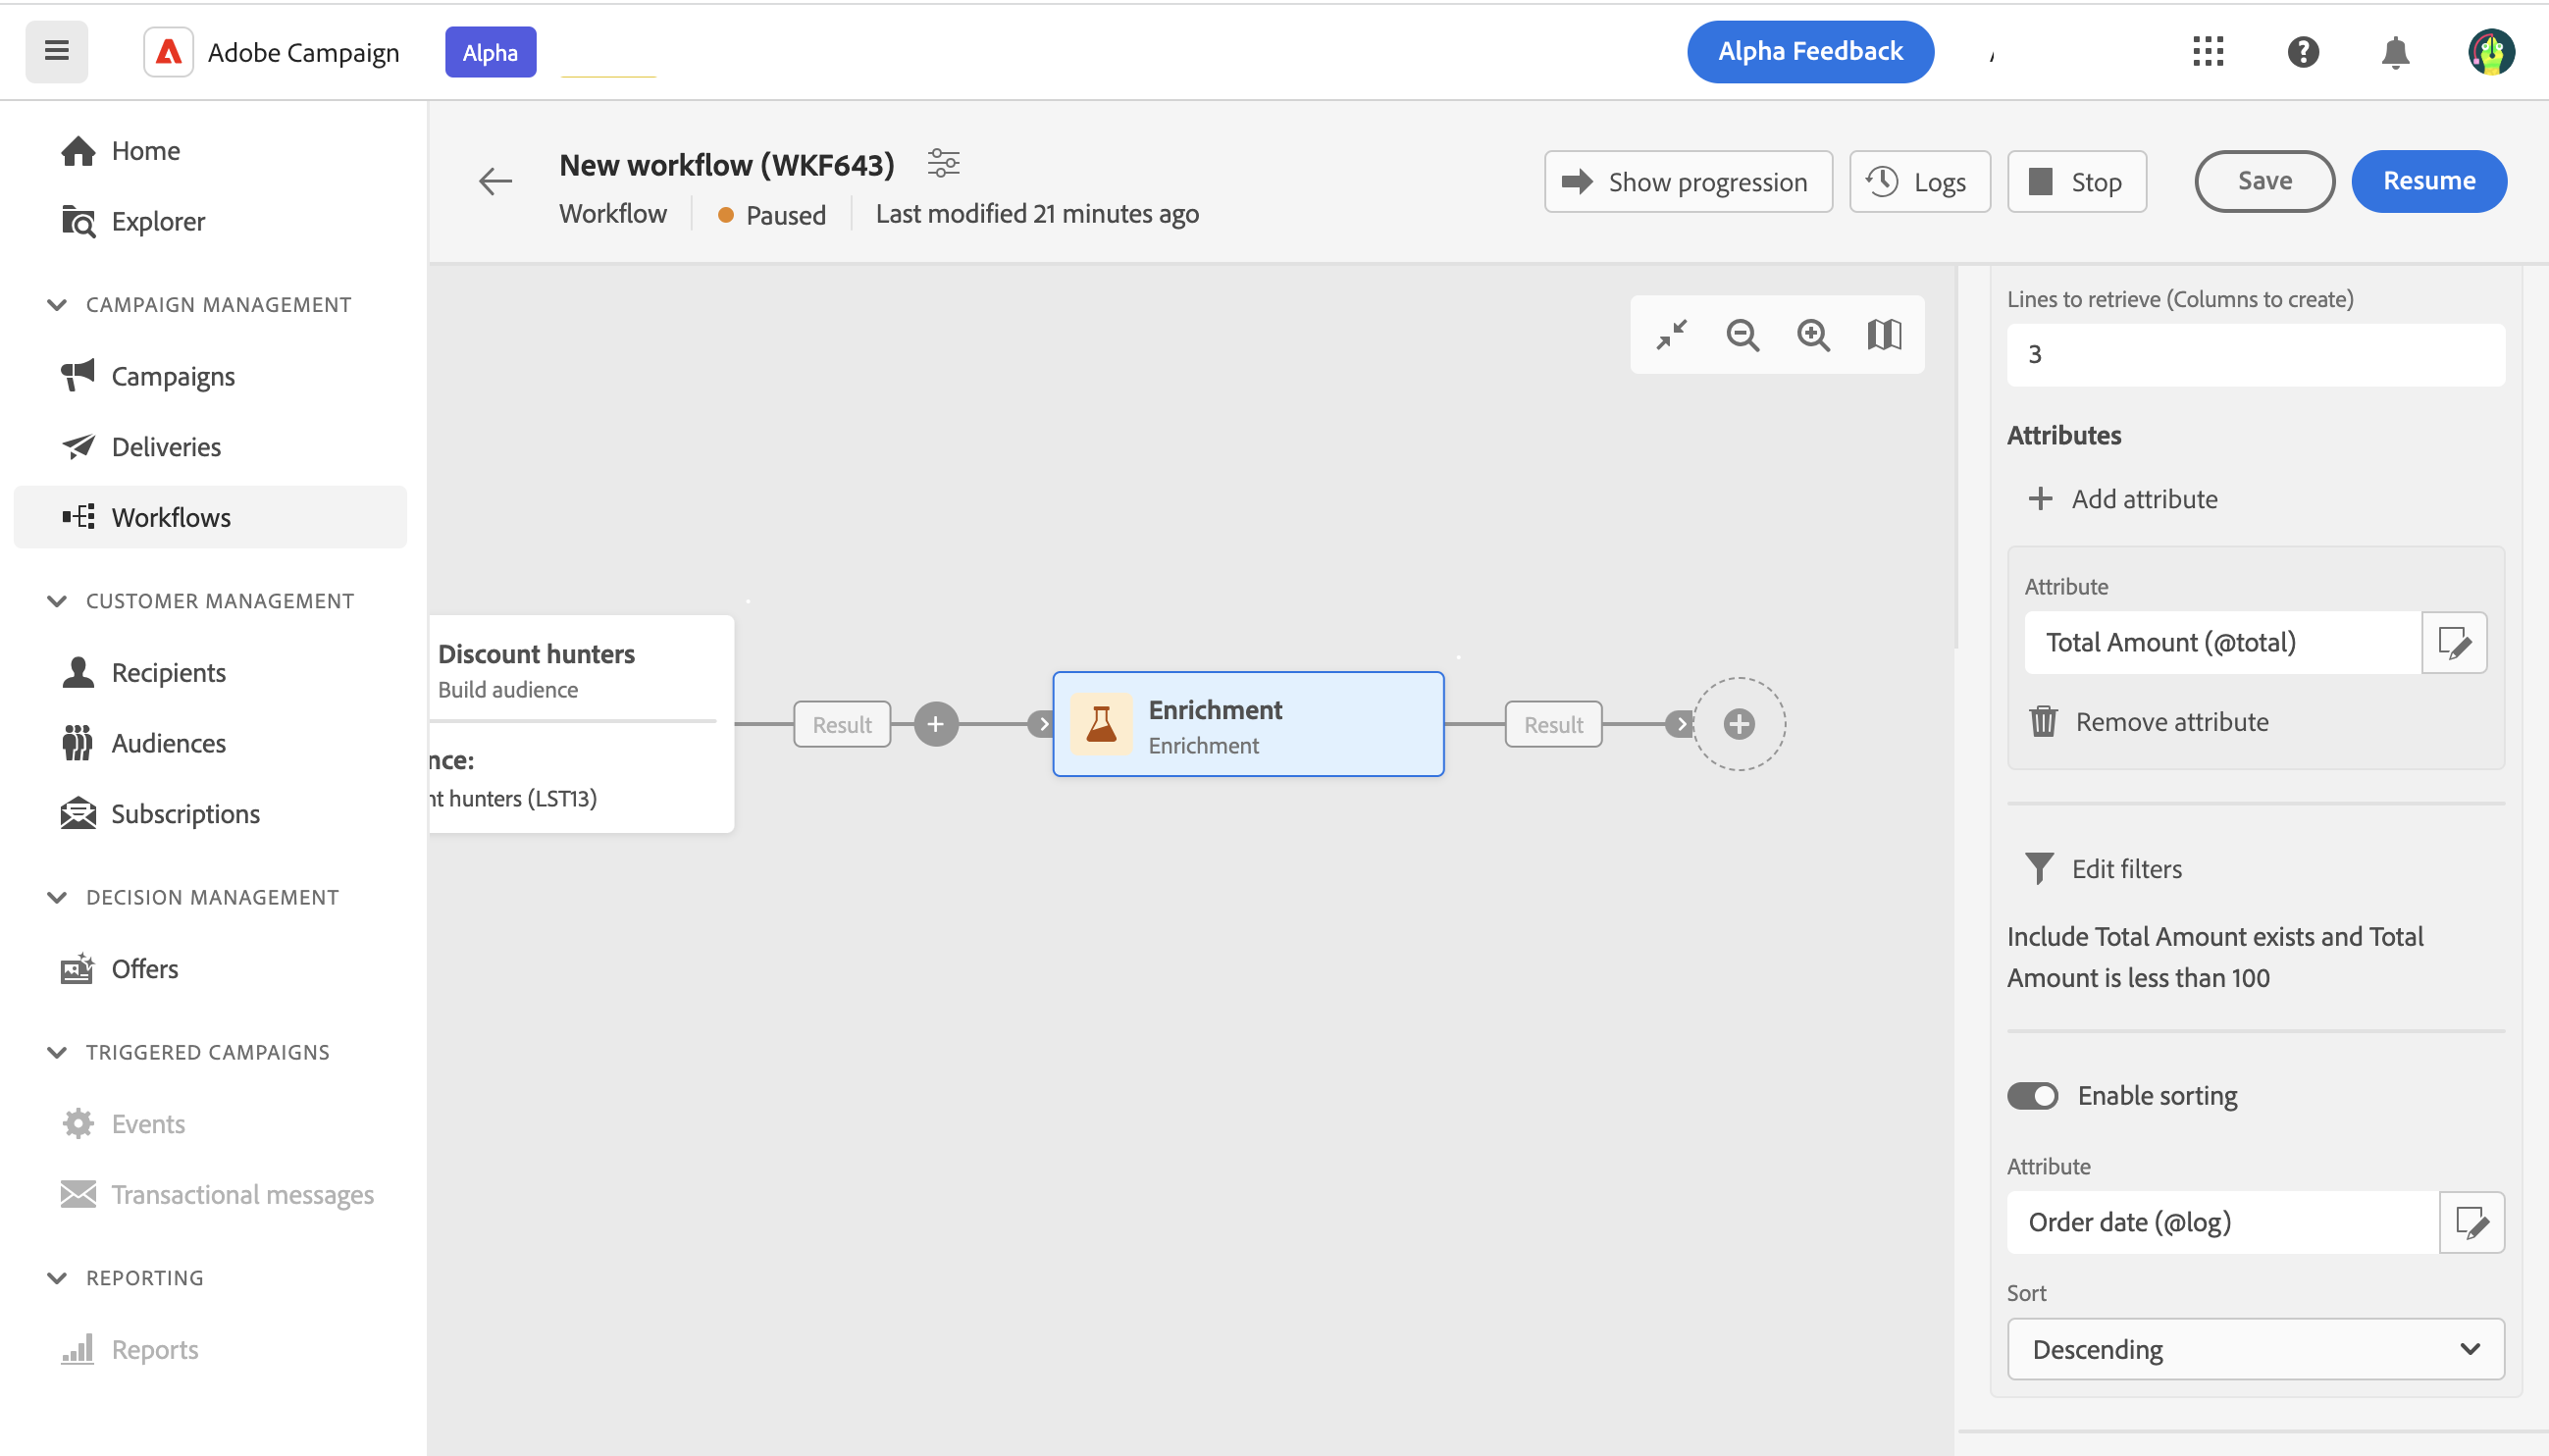 Adobe Campaign
Alpha
Alpha Feedback
Home
Explorer
CAMPAIGN MANAGEMENT
Campaigns
Deliveries
Workflows
CUSTOMER MANAGEMENT
Recipients
Audiences
Subscriptions
DECISION MANAGEMENT
Offers
TRIGGERED CAMPAIGNS
Events
Transactional messages
REPORTING
Reports
New workflow (WKF643)
Workflow
Paused
Last modified 21 minutes ago
Show progression
Logs
Stop
Save
Resume
Discount hunters
Build audience
nce:
nt hunters (LST13)
Result
Enrichment
Enrichment
Result
Lines to retrieve (Columns to create)
3
Attributes
Add attribute
Attribute
Total Amount (@total)
Remove attribute
Edit filters
Include Total Amount exists and Total
Amount is less than 100
Enable sorting
Attribute
Order date (@log)
Sort
Descending